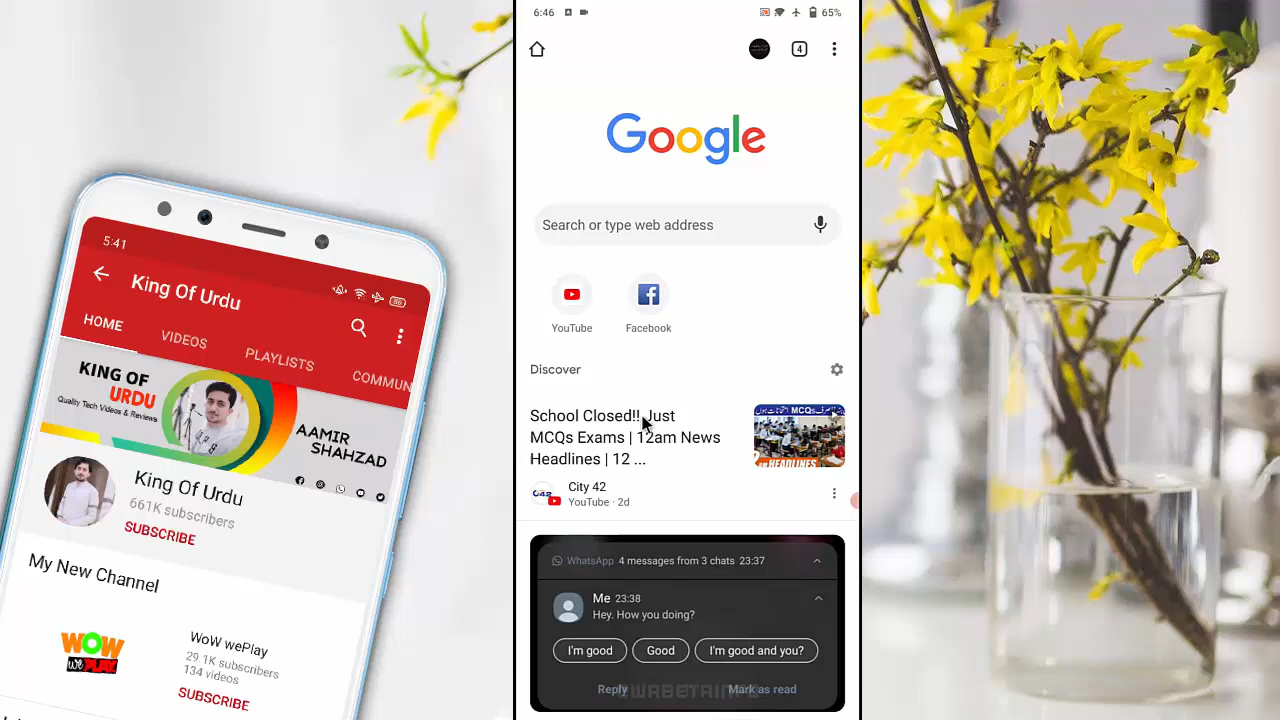 5:41
King Of Urdu
HOME VIDEOS PLAYLISTS COMMUN
KING OF
URDU
Quality Tech Videos & Reviews
AAMIR
SHAHZAD
King Of Urdu
661K subscribers
SUBSCRIBE
My New Channel
WOW
we PLAY
WoW wePlay
29.1K subscribers
134 videos
SUBSCRIBE
6:46
65%
4
Google
Search or type web address
YouTube Facebook
Discover
School Closed!! Just
MCQs Exams | 12am News
Headlines | 12 ...
HEADLINES
City 42
YouTube · 2d
WhatsApp 4 messages from 3 chats 23:37
Me 23:38
Hey. How you doing?
I'm good Good I'm good and you?
Reply Mark as read